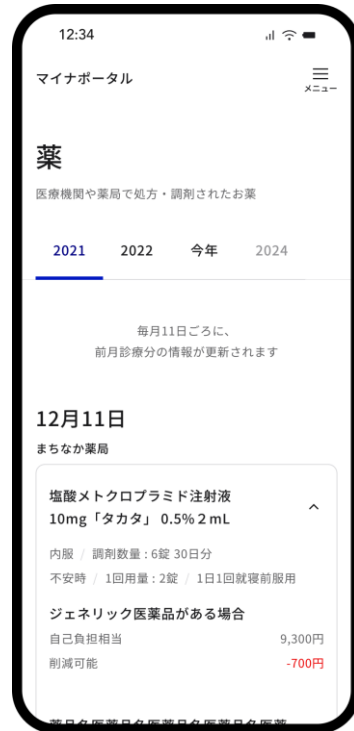 12:34
マイナポータル
メニュー
薬
医療機関や薬局で処方・調剤されたお薬
2021 2022 今年 2024
毎月11日ごろに、
前月診療分の情報が更新されます
12月11日
まちなか薬局
塩酸メトクロプラミド注射液
10mg「タカタ」 0.5%2mL
内服 / 調剤数量:6錠 30日分
不安時 / 1回用量:2錠 / 1日1回就寝前服用
ジェネリック医薬品がある場合
自己負担相当 9,300円
削減可能 -700円